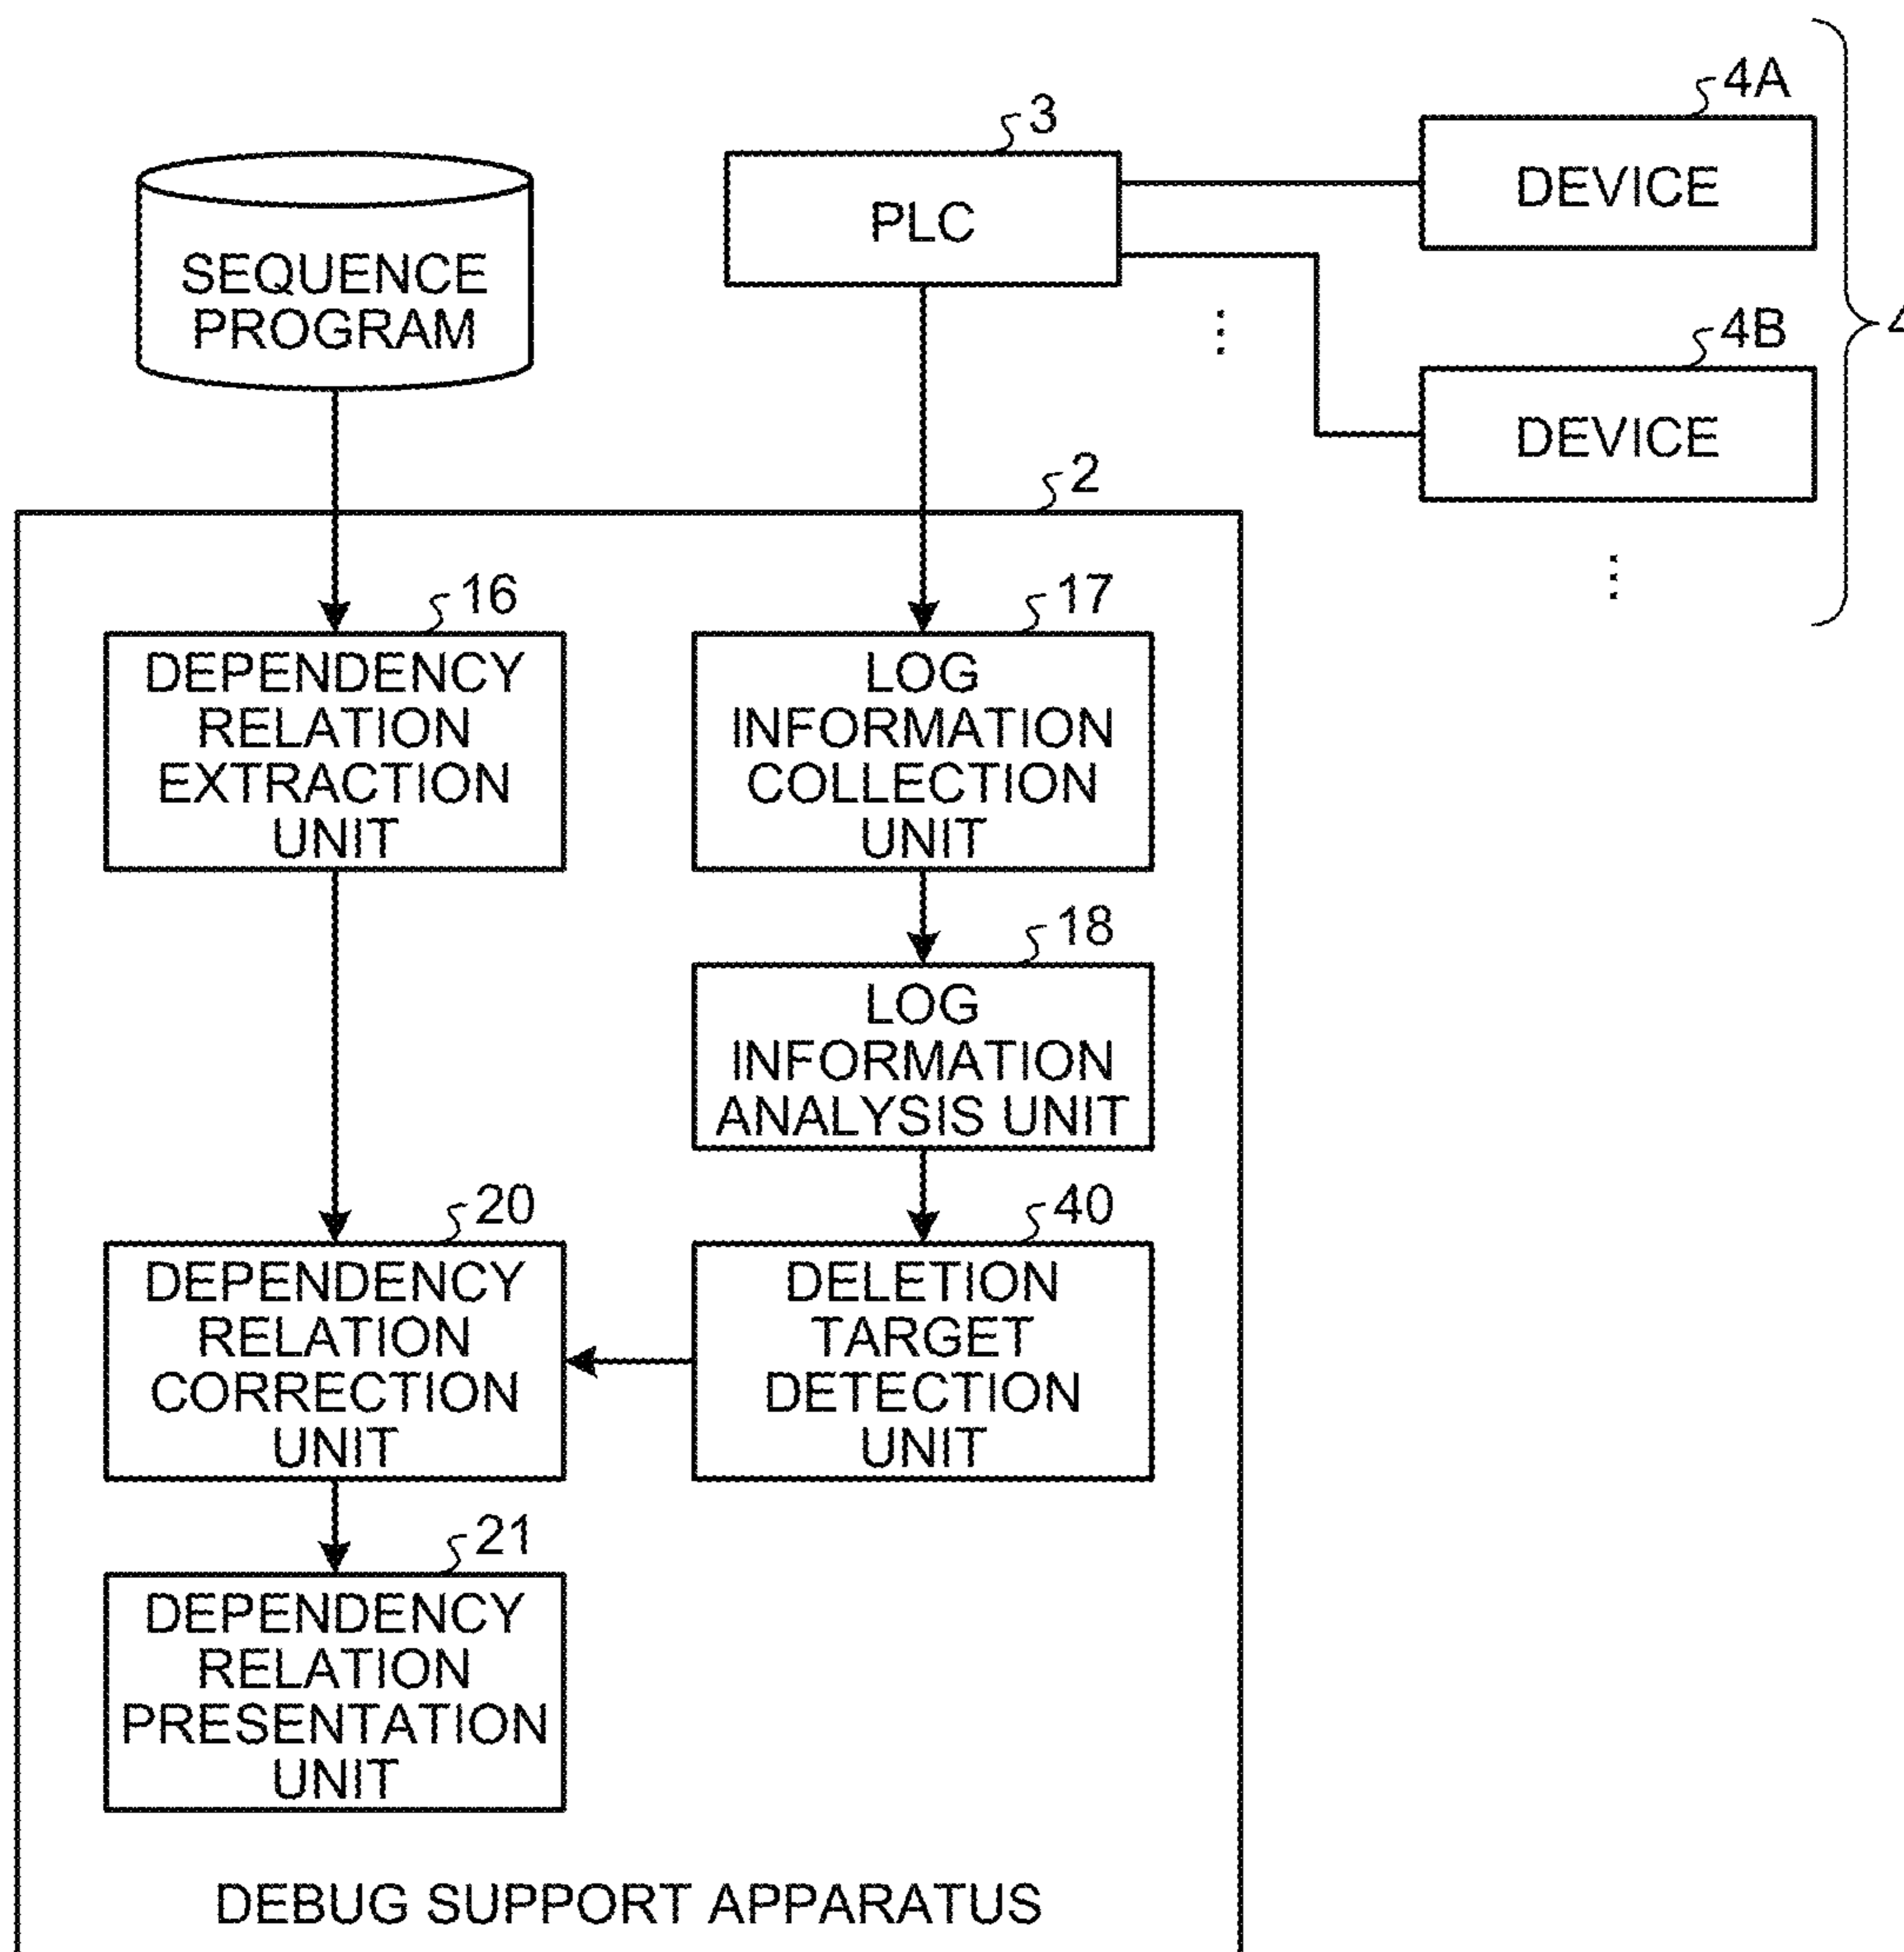 4A
DEVICE
3
PLC
SEQUENCE
PROGRAM
4
4B
DEVICE
2
16
DEPENDENCY
RELATION
EXTRACTION
UNIT
17
LOG
INFORMATION
COLLECTION
UNIT
18
LOG
INFORMATION
ANALYSIS UNIT
20
DEPENDENCY
RELATION
CORRECTION
UNIT
40
DELETION
TARGET
DETECTION
UNIT
21
DEPENDENCY
RELATION
PRESENTATION
UNIT
DEBUG SUPPORT APPARATUS